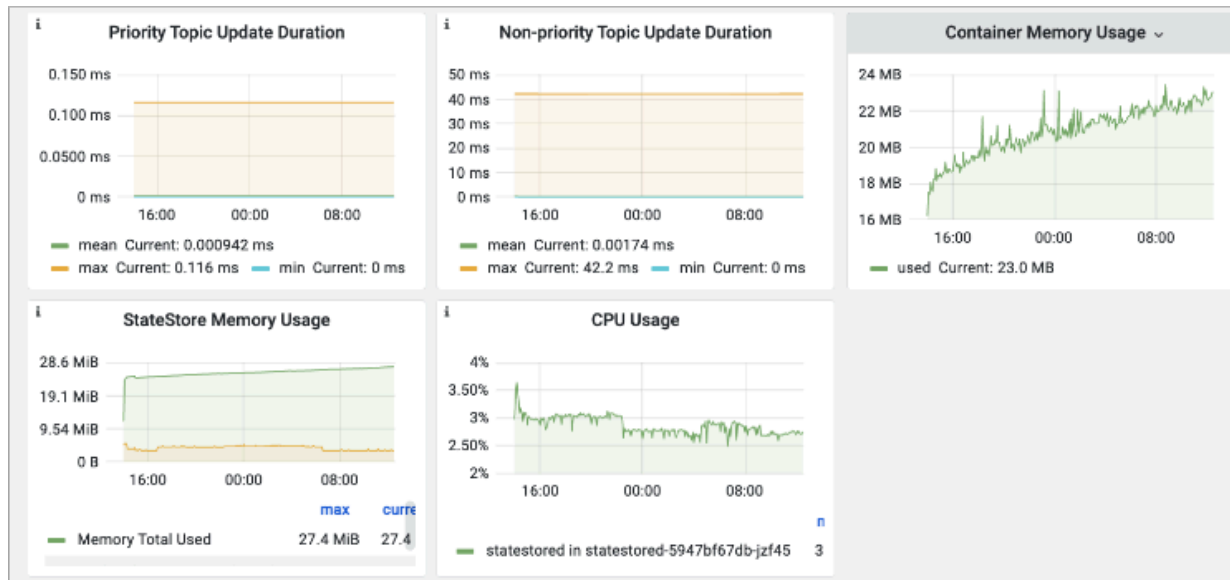 Priority Topic Update Duration
0.150 ms
0.100 ms
0.0500 ms
0 ms
16:00 00:00 08:00
mean Current: 0.000942 ms
max Current: 0.116 ms min Current: 0 ms
Non-priority Topic Update Duration
50 ms
40 ms
30 ms
20 ms
10 ms
0 ms
16:00 00:00 08:00
mean Current: 0.00174 ms
max Current: 42.2 ms min Current: 0 ms
Container Memory Usage
24 MB
22 MB
20 MB
18 MB
16 MB
16:00 00:00 08:00
used Current: 23.0 MB
StateStore Memory Usage
28.6 MiB
19.1 MiB
9.54 MiB
0 B
16:00 00:00 08:00
max curre
Memory Total Used 27.4 MiB 27.4
CPU Usage
4%
3.50%
3%
2.50%
2%
16:00 00:00 08:00
statestored in statestored-5947bf67db-jzf45 3